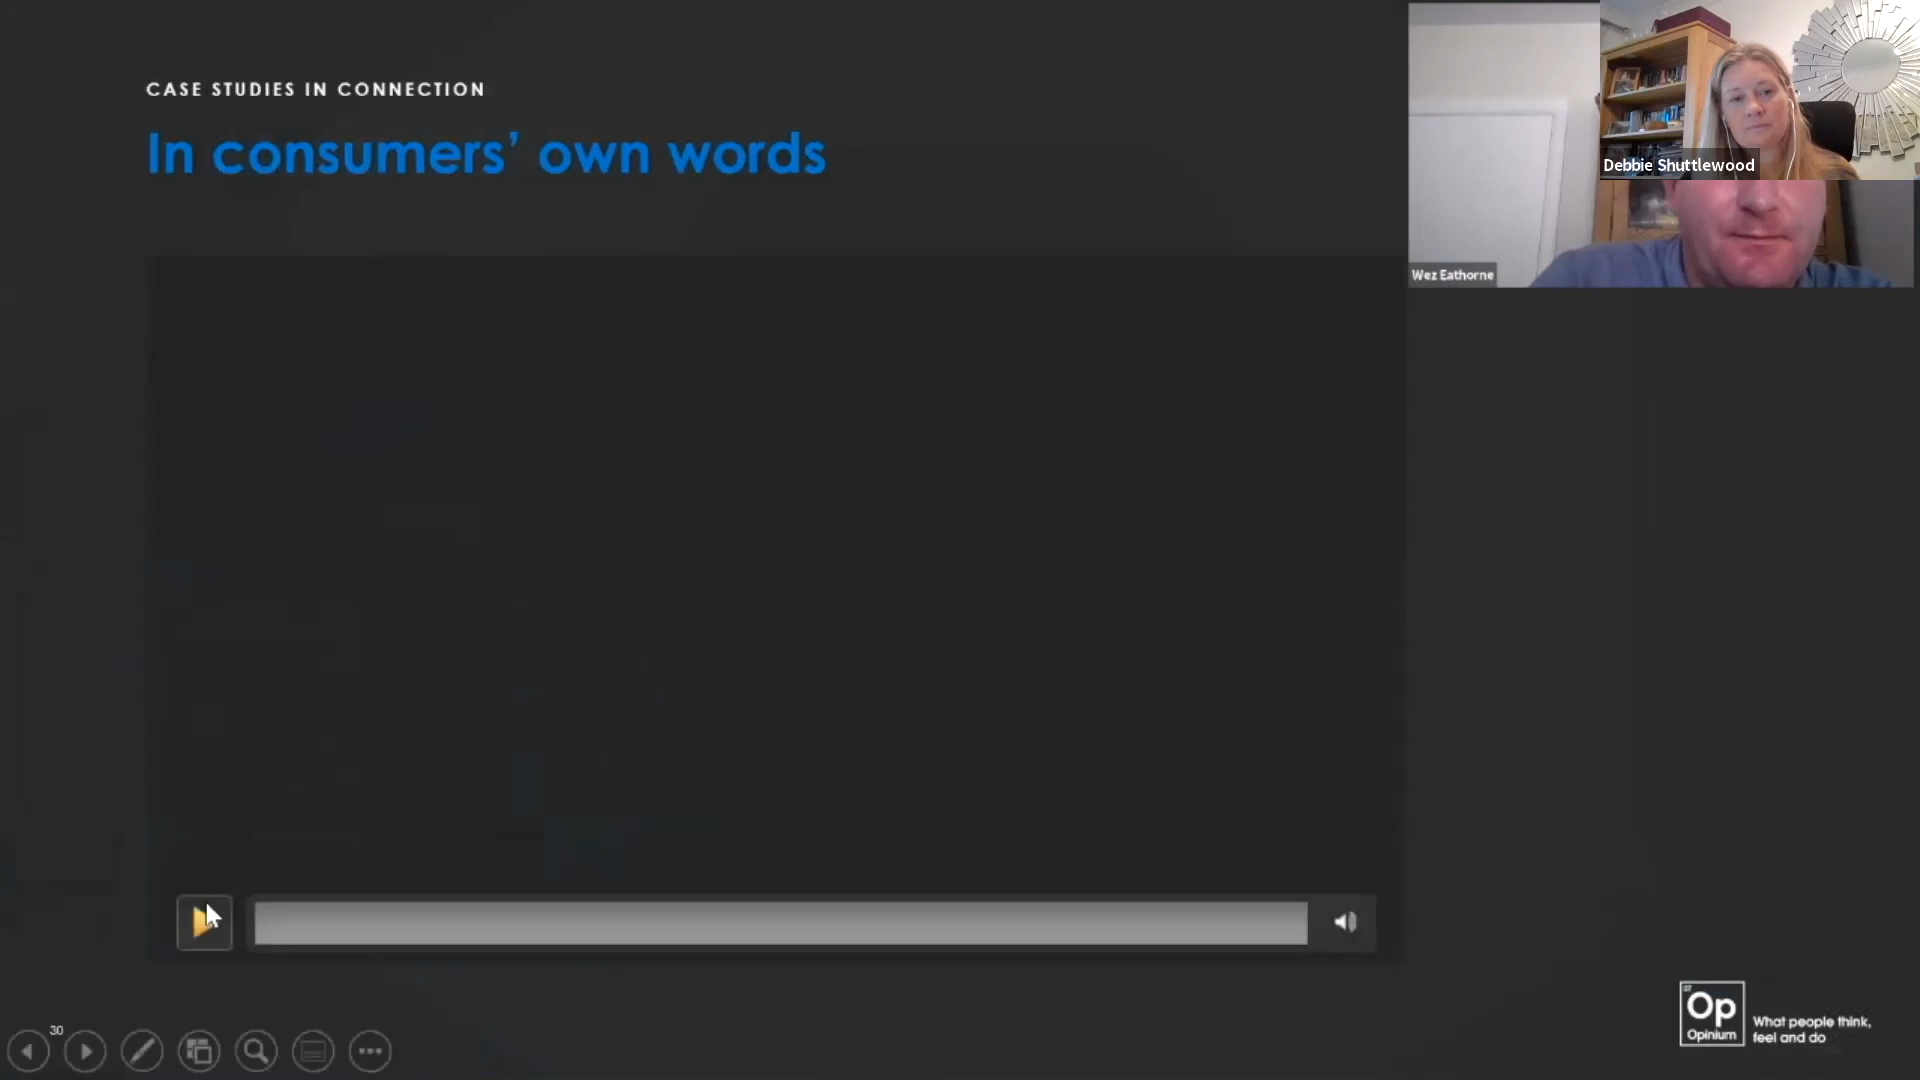 CASE STUDIES IN CONNECTION
In consumers’ own words
Debbie Shuttlewood
Wez Eathorne
30
Op
Opinium
What people think,
feel and do